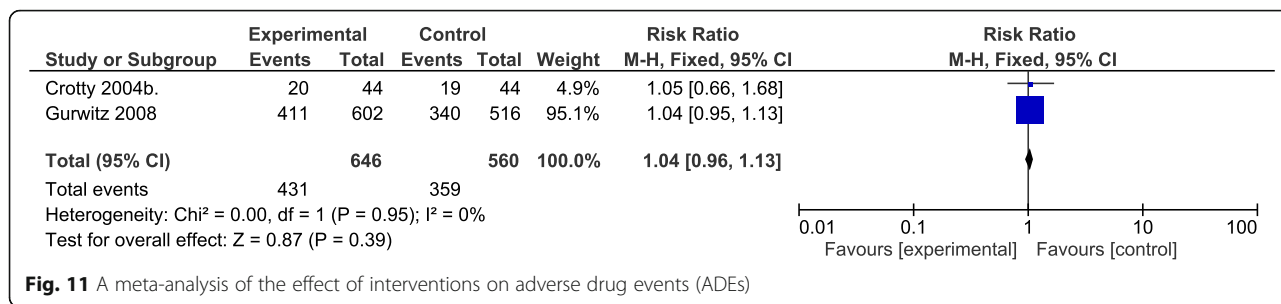 Experimental Control Risk Ratio Risk Ratio
Study or Subgroup Events Total Events Total Weight M-H, Fixed, 95% CI M-H, Fixed, 95% CI
Crotty 2004b. 20 44 19 44 4.9% 1.05 [0.66, 1.68]
Gurwitz 2008 411 602 340 516 95.1% 1.04 [0.95, 1.13]
Total (95% CI) 646 560 100.0% 1.04 [0.96, 1.13]
Total events 431 359
Heterogeneity: Chi² = 0.00, df = 1 (P = 0.95); I² = 0%
Test for overall effect: Z = 0.87 (P = 0.39)
0.01 0.1 1 10 100
Favours [experimental] Favours [control]
Fig. 11 A meta-analysis of the effect of interventions on adverse drug events (ADEs)